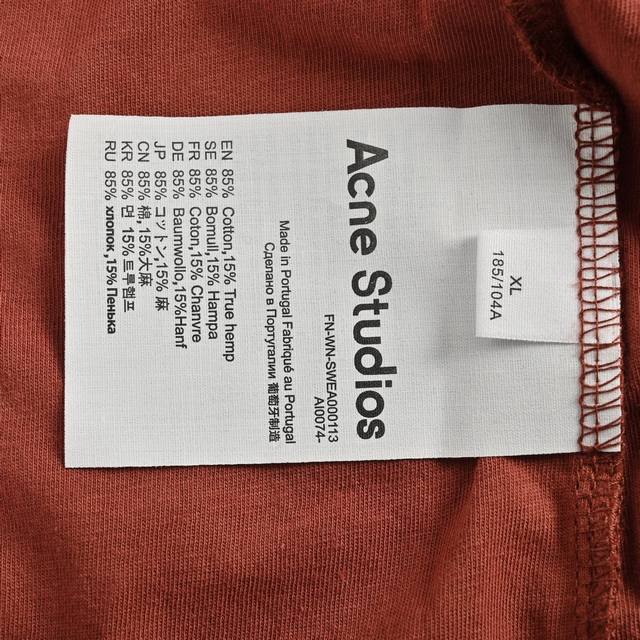 XL
185/104A
Acne Studios
FN-WN-SWEA000113
AI0074-
Made in Portugal Fabriqué au Portugal
Сделано в Португалии 葡萄牙制造
EN 85% Cotton,15% True hemp
SE 85% Bomull,15% Hampa
FR 85% Coton,15% Chanvre
DE 85% Baumwollo,15%Hanf
JP 85%コットン,15% 麻
CN 85% 棉,15%大麻
KR 85% 면 15% 트루헴프
RU 85% хлопок,15% Пенька